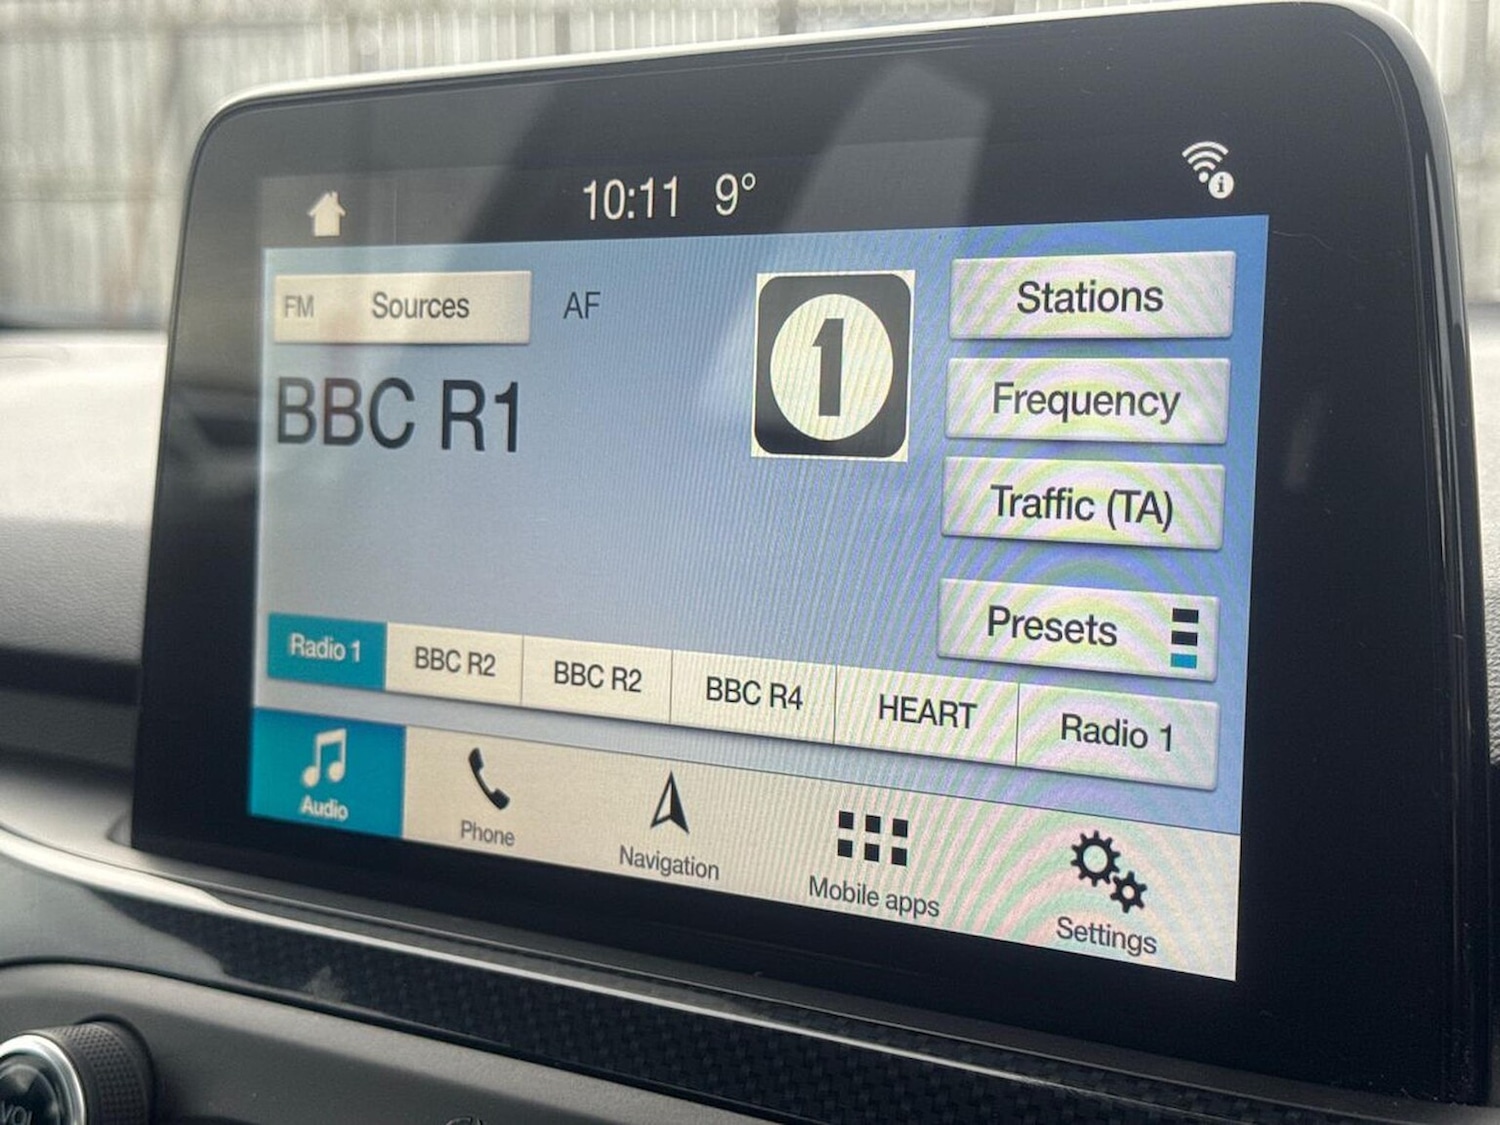 10:11 9°
FM Sources AF
BBC R1
1
Stations
Frequency
Traffic (TA)
Presets
Radio 1 BBC R2 BBC R2 BBC R4 HEART Radio 1
Audio Phone Navigation Mobile apps Settings
VOL